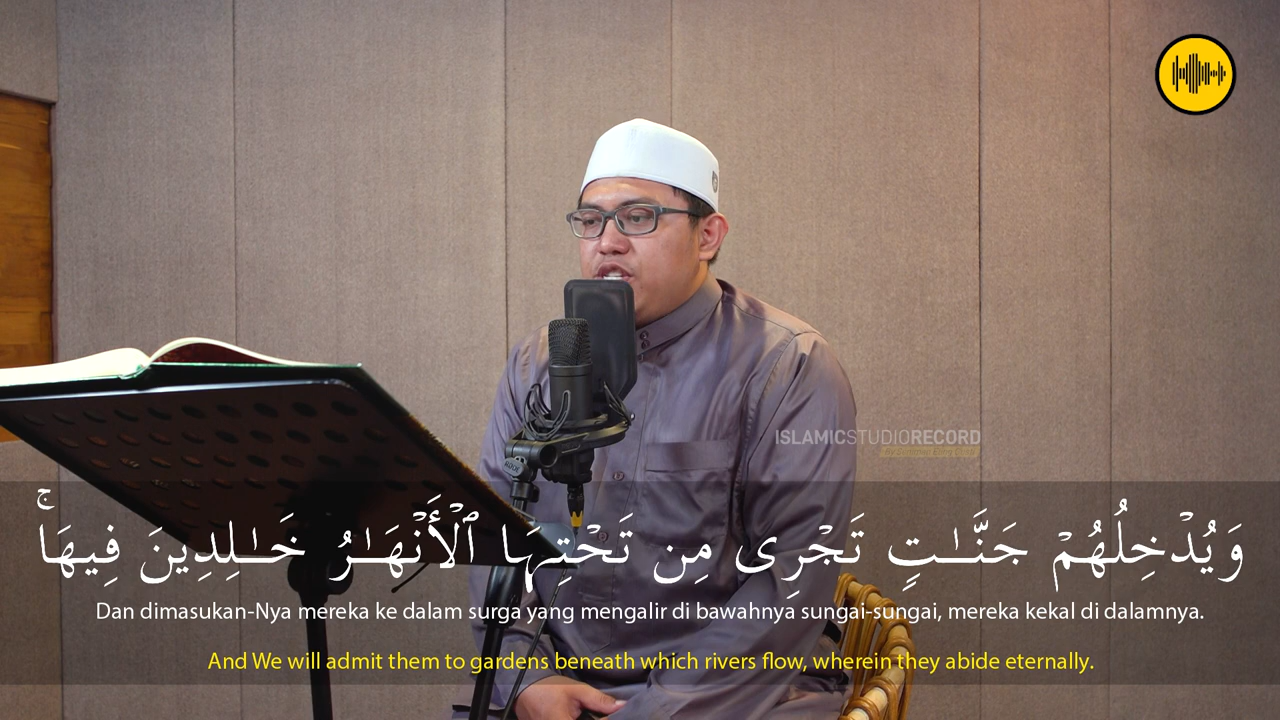 ISLAMICSTUDIORECORD
وَيُدْخِلُهُمْ جَنَّـٰتٍ تَجْرِى مِن تَحْتِهَا ٱلْأَنْهَـٰرُ خَـٰلِدِينَ فِيهَا ۚ
Dan dimasukan-Nya mereka ke dalam surga yang mengalir di bawahnya sungai-sungai, mereka kekal di dalamnya.
And We will admit them to gardens beneath which rivers flow, wherein they abide eternally.